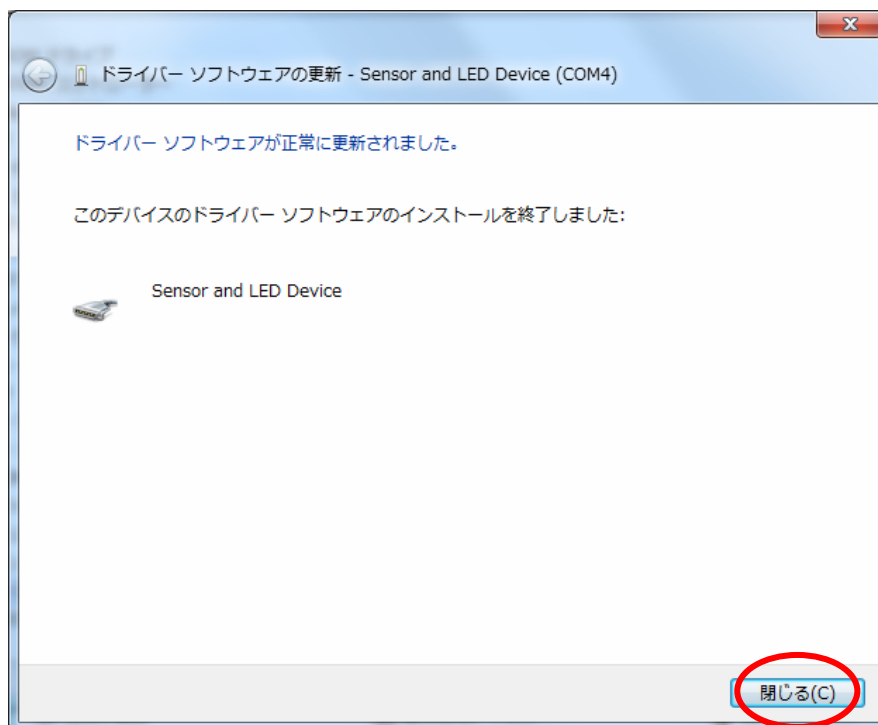 ドライバー ソフトウェアの更新 - Sensor and LED Device (COM4)
ドライバー ソフトウェアが正常に更新されました。
このデバイスのドライバー ソフトウェアのインストールを終了しました:
Sensor and LED Device
閉じる(C)